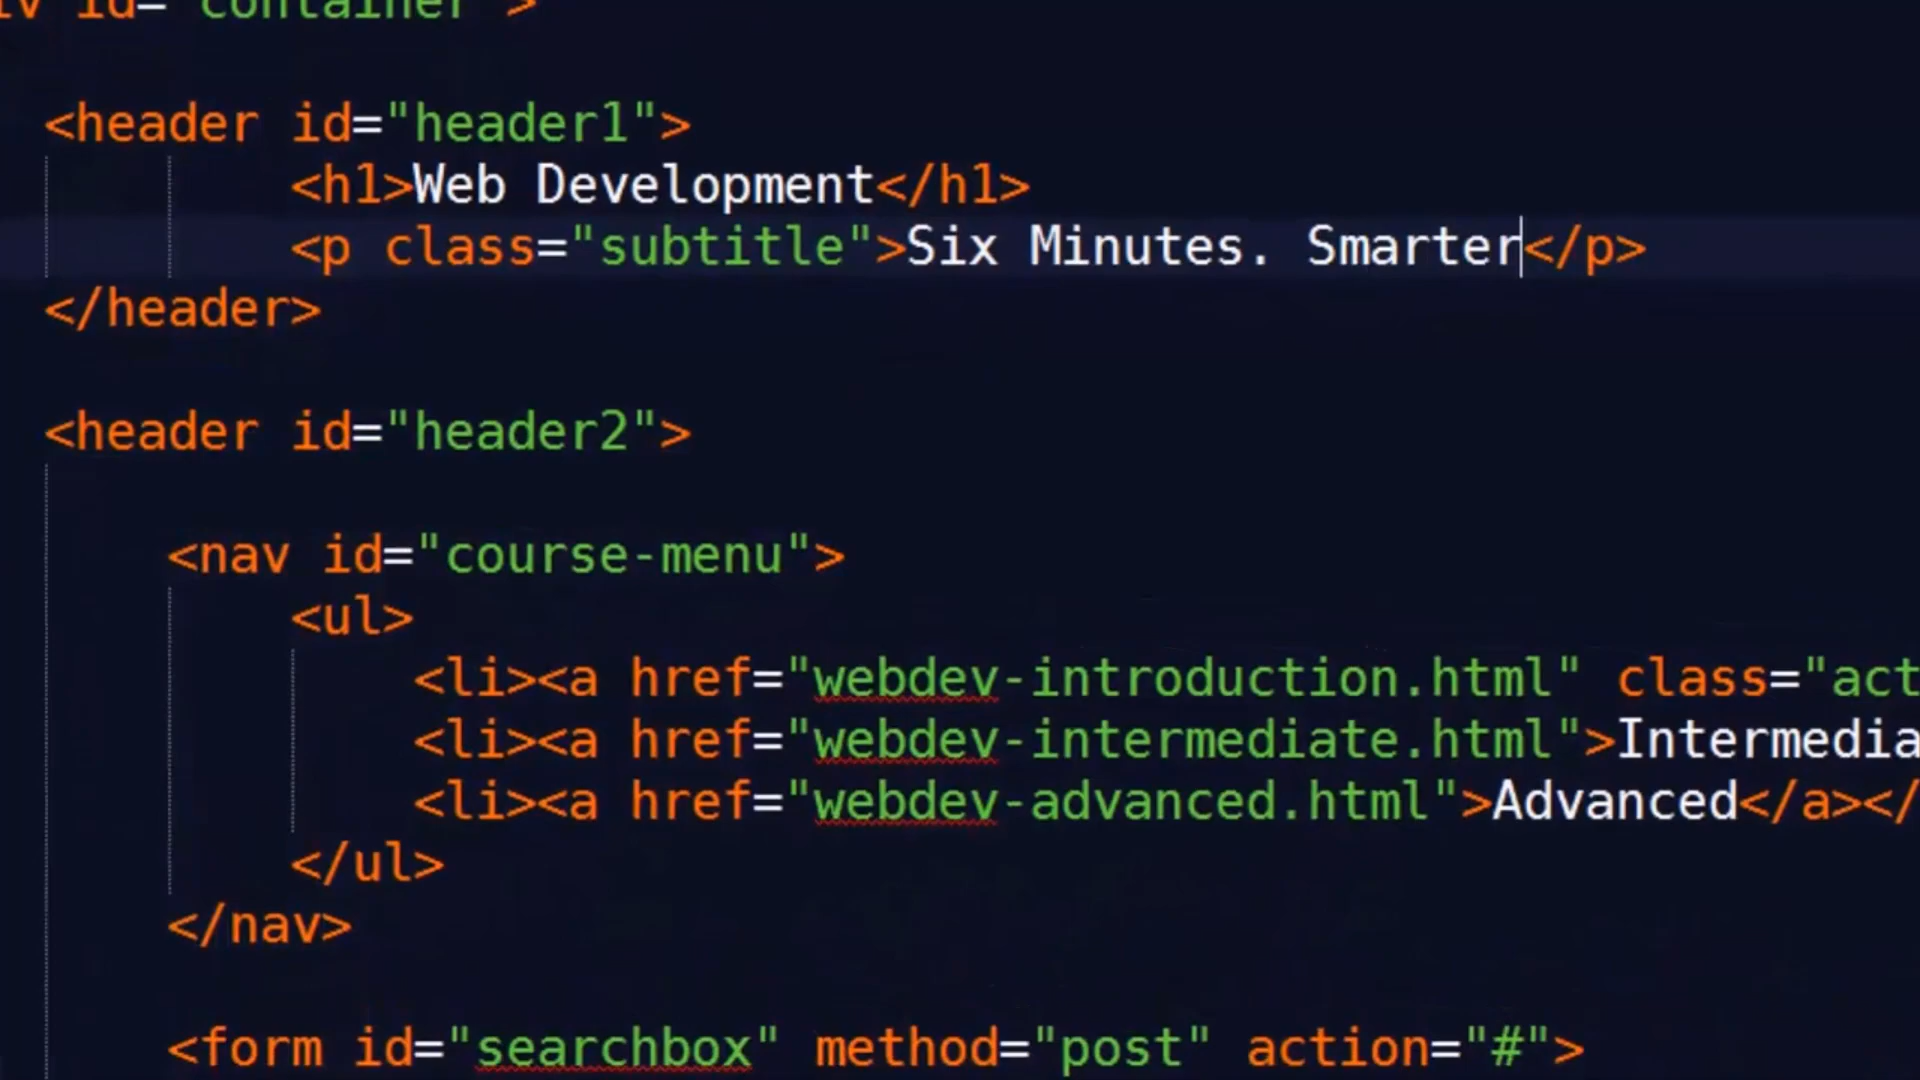 id="container">
<header id="header1">
<h1>Web Development</h1>
<p class="subtitle">Six Minutes. Smarter</p>
</header>
<header id="header2">
<nav id="course-menu">
<ul>
<li><a href="webdev-introduction.html" class="act
<li><a href="webdev-intermediate.html">Intermedia
<li><a href="webdev-advanced.html">Advanced</a></
</ul>
</nav>
<form id="searchbox" method="post" action="#">